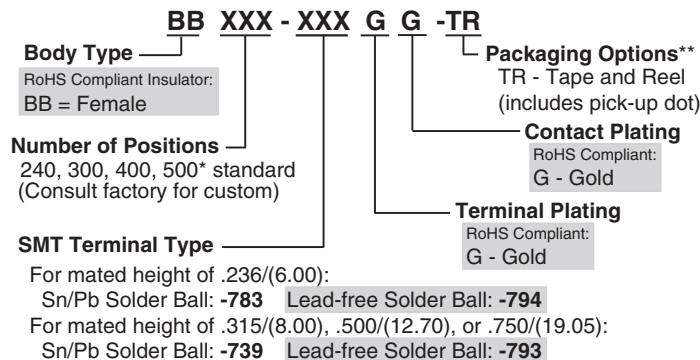 BB XXX - XXX G G -TR
Body Type
RoHS Compliant Insulator:
BB = Female
Packaging Options**
TR - Tape and Reel
(includes pick-up dot)
Number of Positions
240, 300, 400, 500* standard
(Consult factory for custom)
Contact Plating
RoHS Compliant:
G - Gold
Terminal Plating
RoHS Compliant:
G - Gold
SMT Terminal Type
For mated height of .236/(6.00):
Sn/Pb Solder Ball: -783 Lead-free Solder Ball: -794
For mated height of .315/(8.00), .500/(12.70), or .750/(19.05):
Sn/Pb Solder Ball: -739 Lead-free Solder Ball: -793